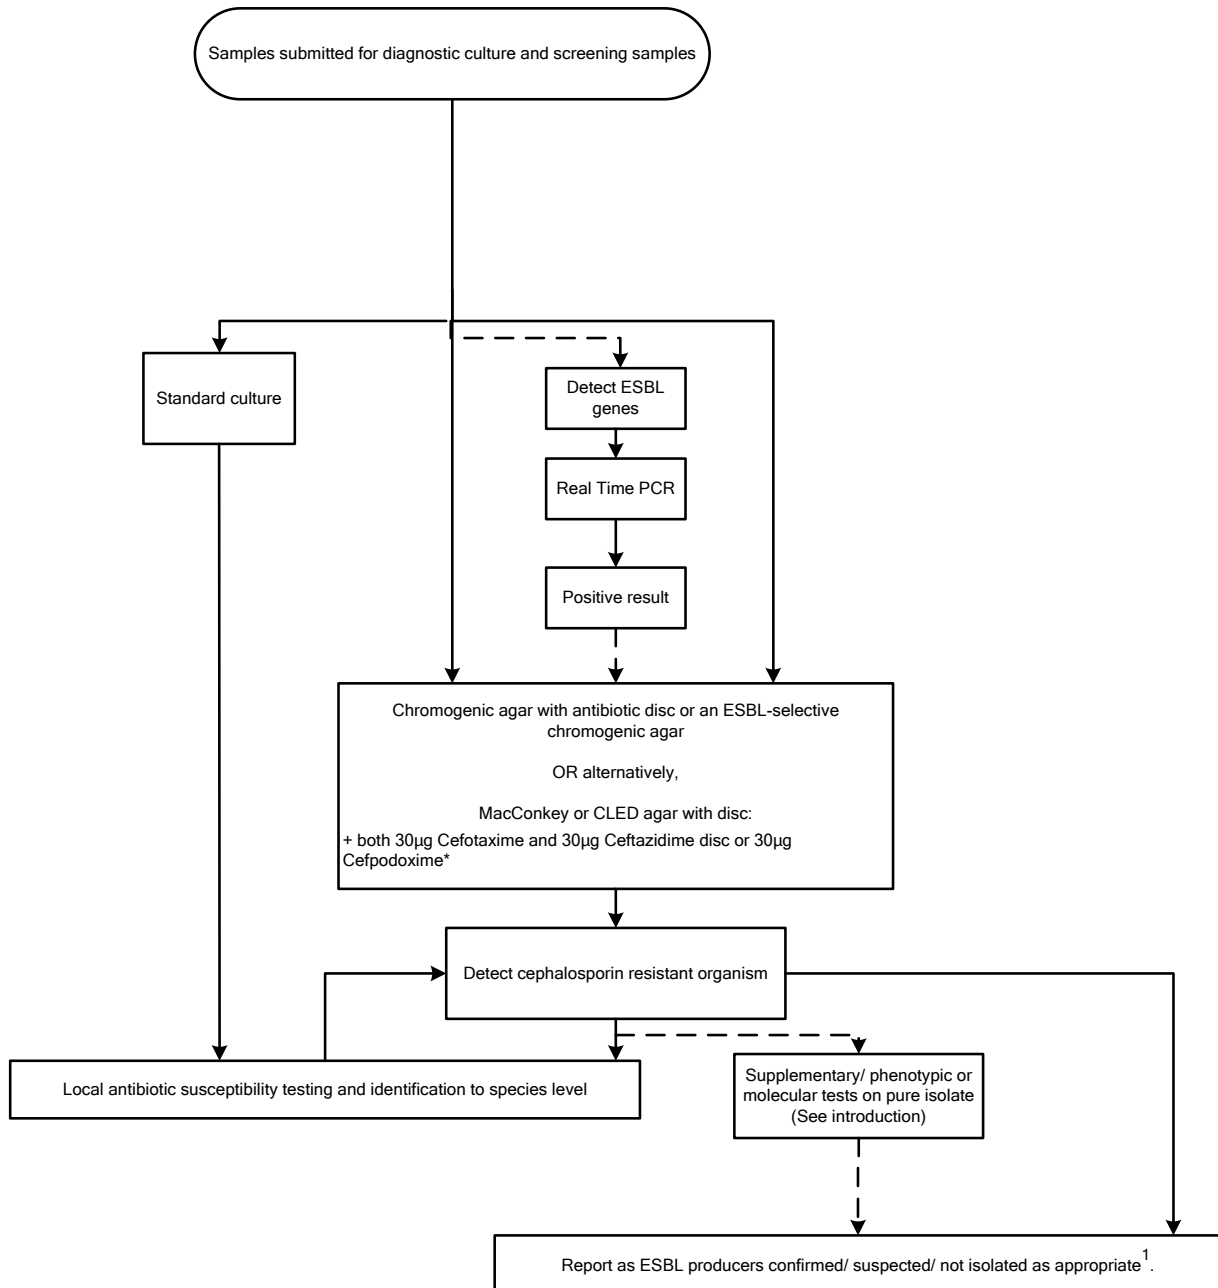 Samples submitted for diagnostic culture and screening samples
Standard culture
Detect ESBL
genes
Real Time PCR
Positive result
Chromogenic agar with antibiotic disc or an ESBL-selective
chromogenic agar
OR alternatively,
MacConkey or CLED agar with disc:
+ both 30µg Cefotaxime and 30µg Ceftazidime disc or 30µg
Cefpodoxime*
Detect cephalosporin resistant organism
Local antibiotic susceptibility testing and identification to species level
Supplementary/ phenotypic or
molecular tests on pure isolate
(See introduction)
Report as ESBL producers confirmed/ suspected/ not isolated as appropriate¹.